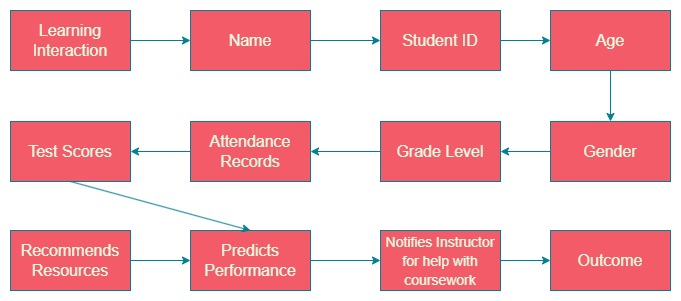 Learning
Interaction
Name
Student ID
Age
Test Scores
Attendance
Records
Grade Level
Gender
Recommends
Resources
Predicts
Performance
Notifies Instructor
for help with
coursework
Outcome